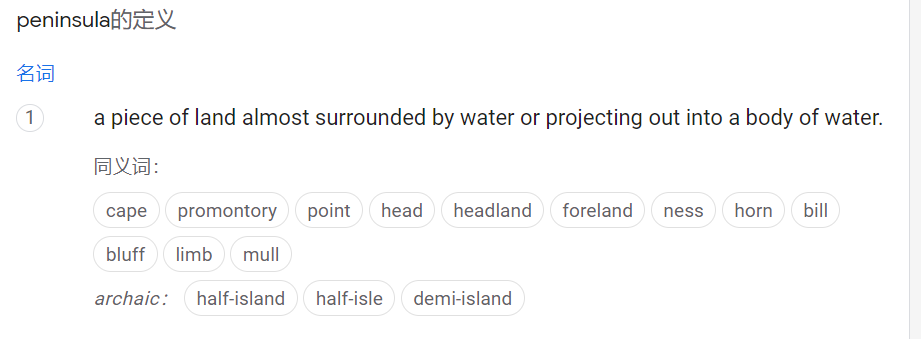 peninsula的定义
名词
1 a piece of land almost surrounded by water or projecting out into a body of water.
同义词：
cape promontory point head headland foreland ness horn bill
bluff limb mull
archaic： half-island half-isle demi-island